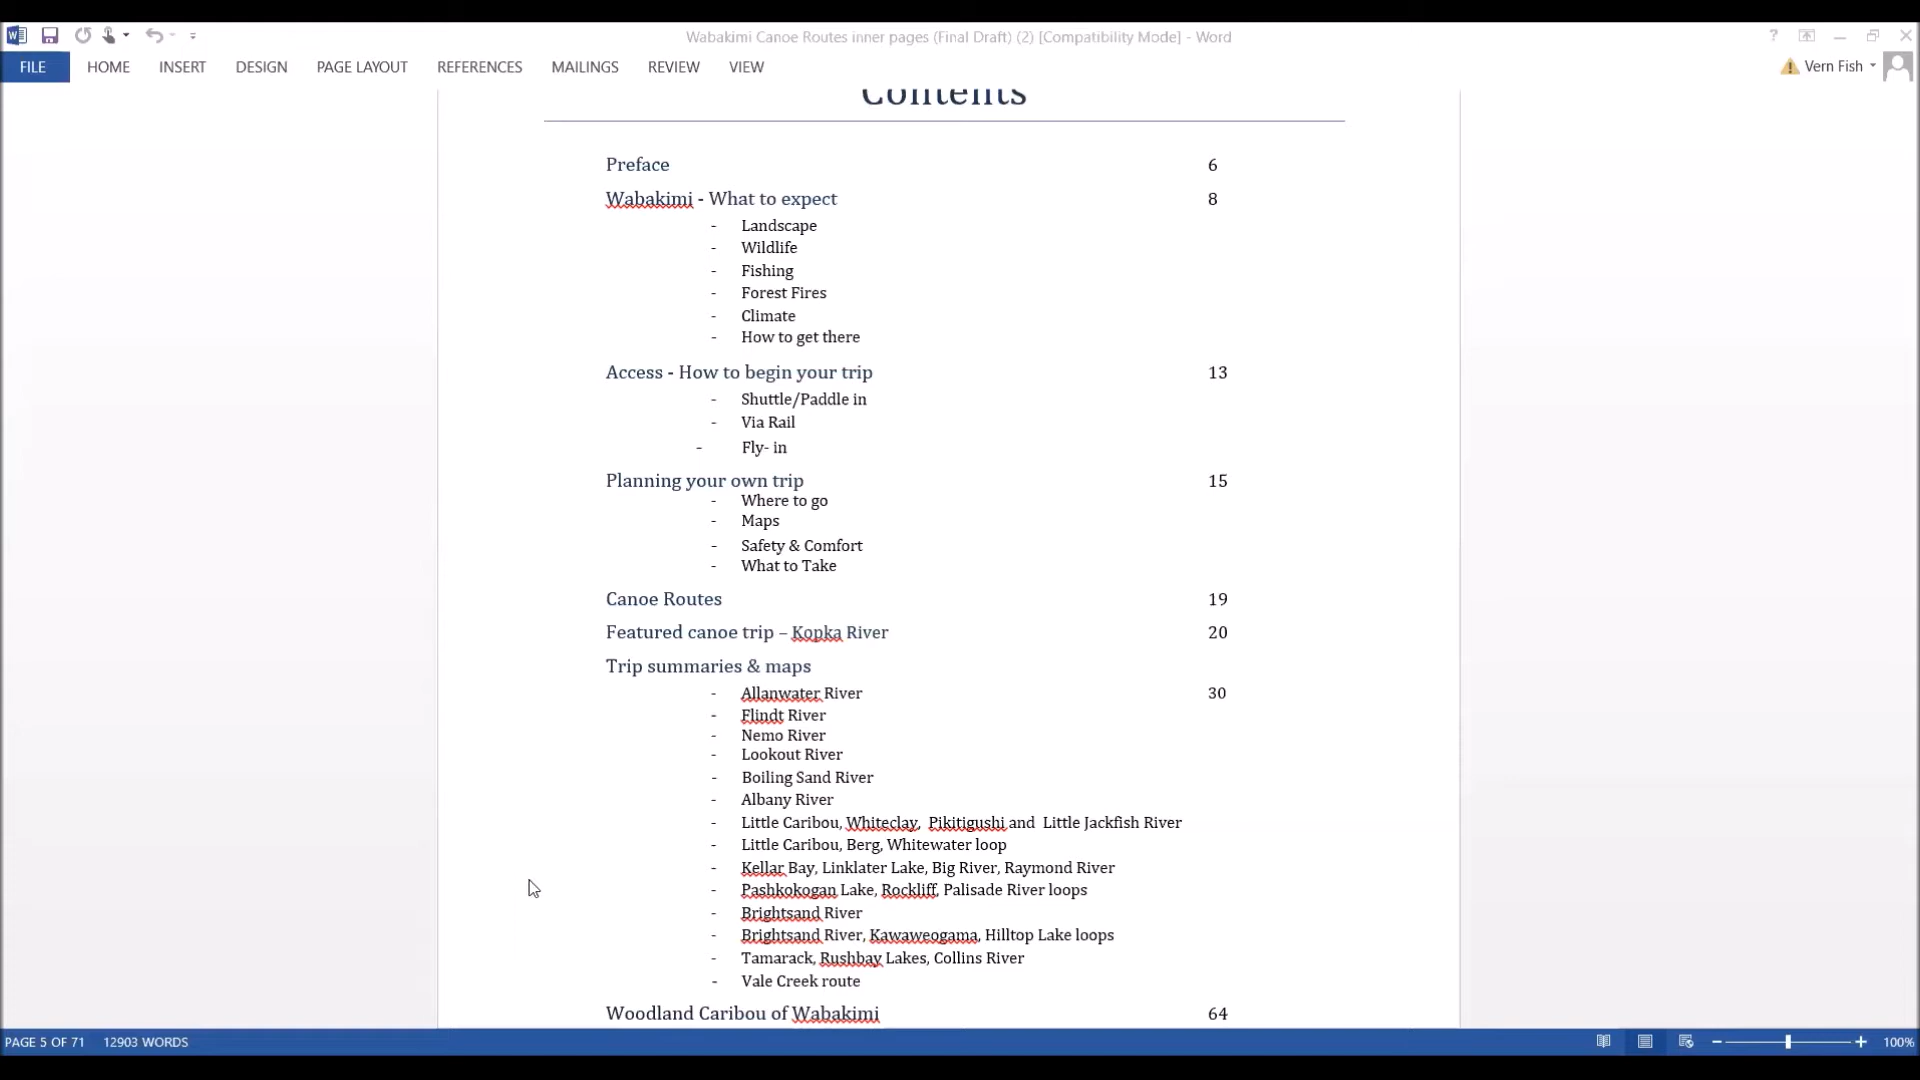 Wabakimi Canoe Routes inner pages (Final Draft) (2) [Compatibility Mode] - Word
FILE HOME INSERT DESIGN PAGE LAYOUT REFERENCES MAILINGS REVIEW VIEW Vern Fish
Contents
Preface 6
Wabakimi - What to expect 8
- Landscape
- Wildlife
- Fishing
- Forest Fires
- Climate
- How to get there
Access - How to begin your trip 13
- Shuttle/Paddle in
- Via Rail
- Fly- in
Planning your own trip 15
- Where to go
- Maps
- Safety & Comfort
- What to Take
Canoe Routes 19
Featured canoe trip – Kopka River 20
Trip summaries & maps
- Allanwater River 30
- Flindt River
- Nemo River
- Lookout River
- Boiling Sand River
- Albany River
- Little Caribou, Whiteclay, Pikitigushi and Little Jackfish River
- Little Caribou, Berg, Whitewater loop
- Kellar Bay, Linklater Lake, Big River, Raymond River
- Pashkokogan Lake, Rockliff, Palisade River loops
- Brightsand River
- Brightsand River, Kawaweogama, Hilltop Lake loops
- Tamarack, Rushbay Lakes, Collins River
- Vale Creek route
Woodland Caribou of Wabakimi 64
PAGE 5 OF 71 12903 WORDS 100%